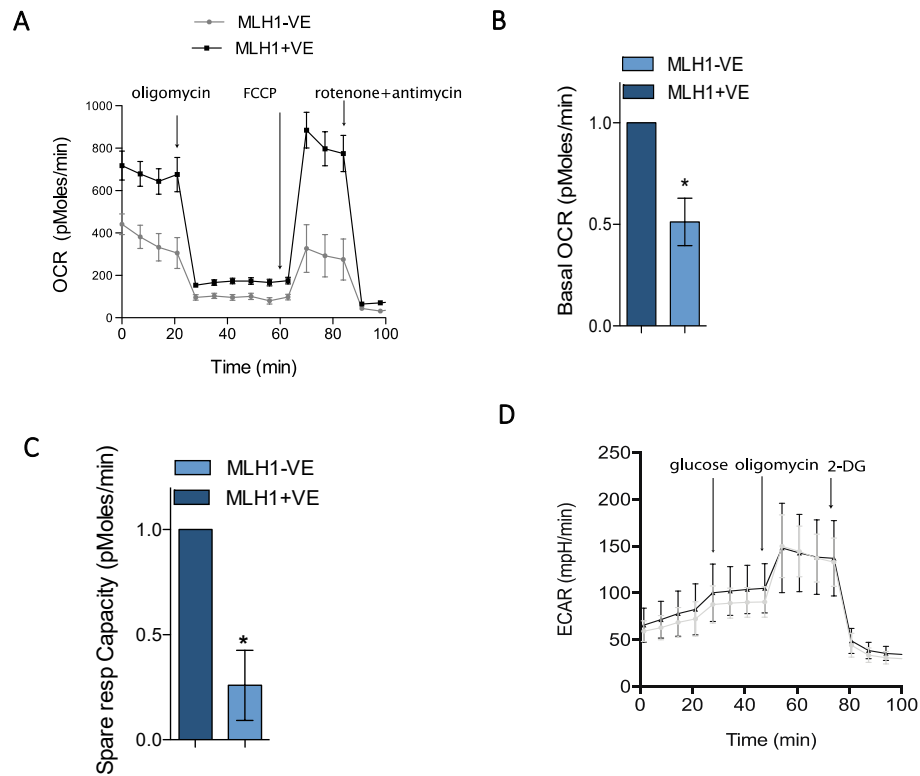 A
MLH1-VE
MLH1+VE
oligomycin
FCCP
rotenone+antimycin
1000
800
600
400
200
0
OCR (pMoles/min)
0 20 40 60 80 100
Time (min)
B
MLH1-VE
MLH1+VE
1.0
0.5
0.0
Basal OCR (pMoles/min)
*
C
MLH1-VE
MLH1+VE
1.0
0.5
0.0
Spare resp Capacity (pMoles/min)
*
D
glucose oligomycin 2-DG
250
200
150
100
50
0
ECAR (mpH/min)
0 20 40 60 80 100
Time (min)